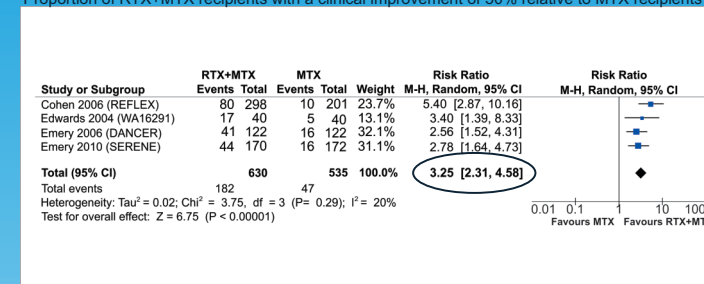 Proportion of RTX+MTX recipients with a clinical improvement of 50% relative to MTX recipients
RTX+MTX MTX Risk Ratio Risk Ratio
Study or Subgroup Events Total Events Total Weight M-H, Random, 95% CI M-H, Random, 95% CI
Cohen 2006 (REFLEX) 80 298 10 201 23.7% 5.40 [2.87, 10.16]
Edwards 2004 (WA16291) 17 40 5 40 13.1% 3.40 [1.39, 8.33]
Emery 2006 (DANCER) 41 122 16 122 32.1% 2.56 [1.52, 4.31]
Emery 2010 (SERENE) 44 170 16 172 31.1% 2.78 [1.64, 4.73]
Total (95% CI) 630 535 100.0% 3.25 [2.31, 4.58]
Total events 182 47
Heterogeneity: Tau² = 0.02; Chi² = 3.75, df = 3 (P= 0.29); I² = 20%
Test for overall effect: Z = 6.75 (P < 0.00001)
0.01 0.1 1 10 100
Favours MTX Favours RTX+MT